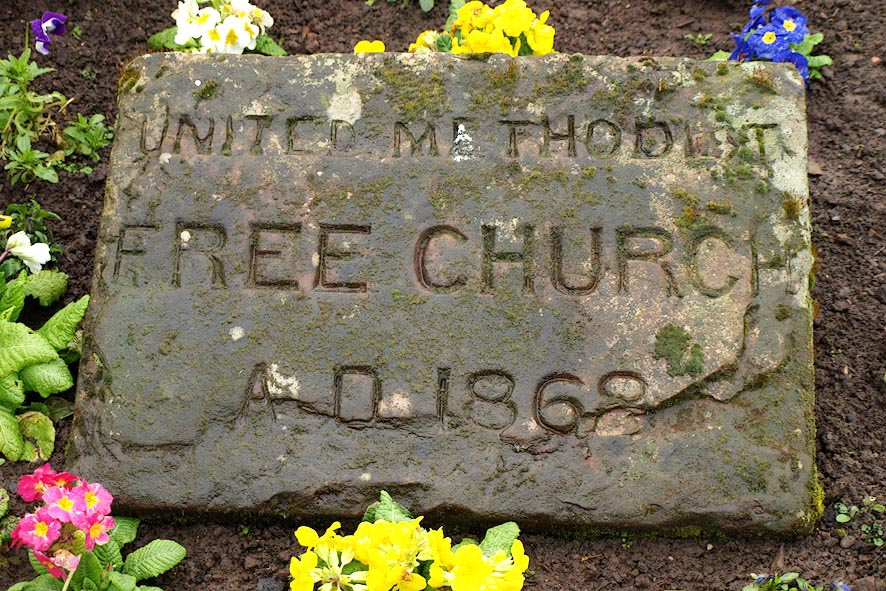 UNITED METHODIST
FREE CHURCH
A.D. 1868